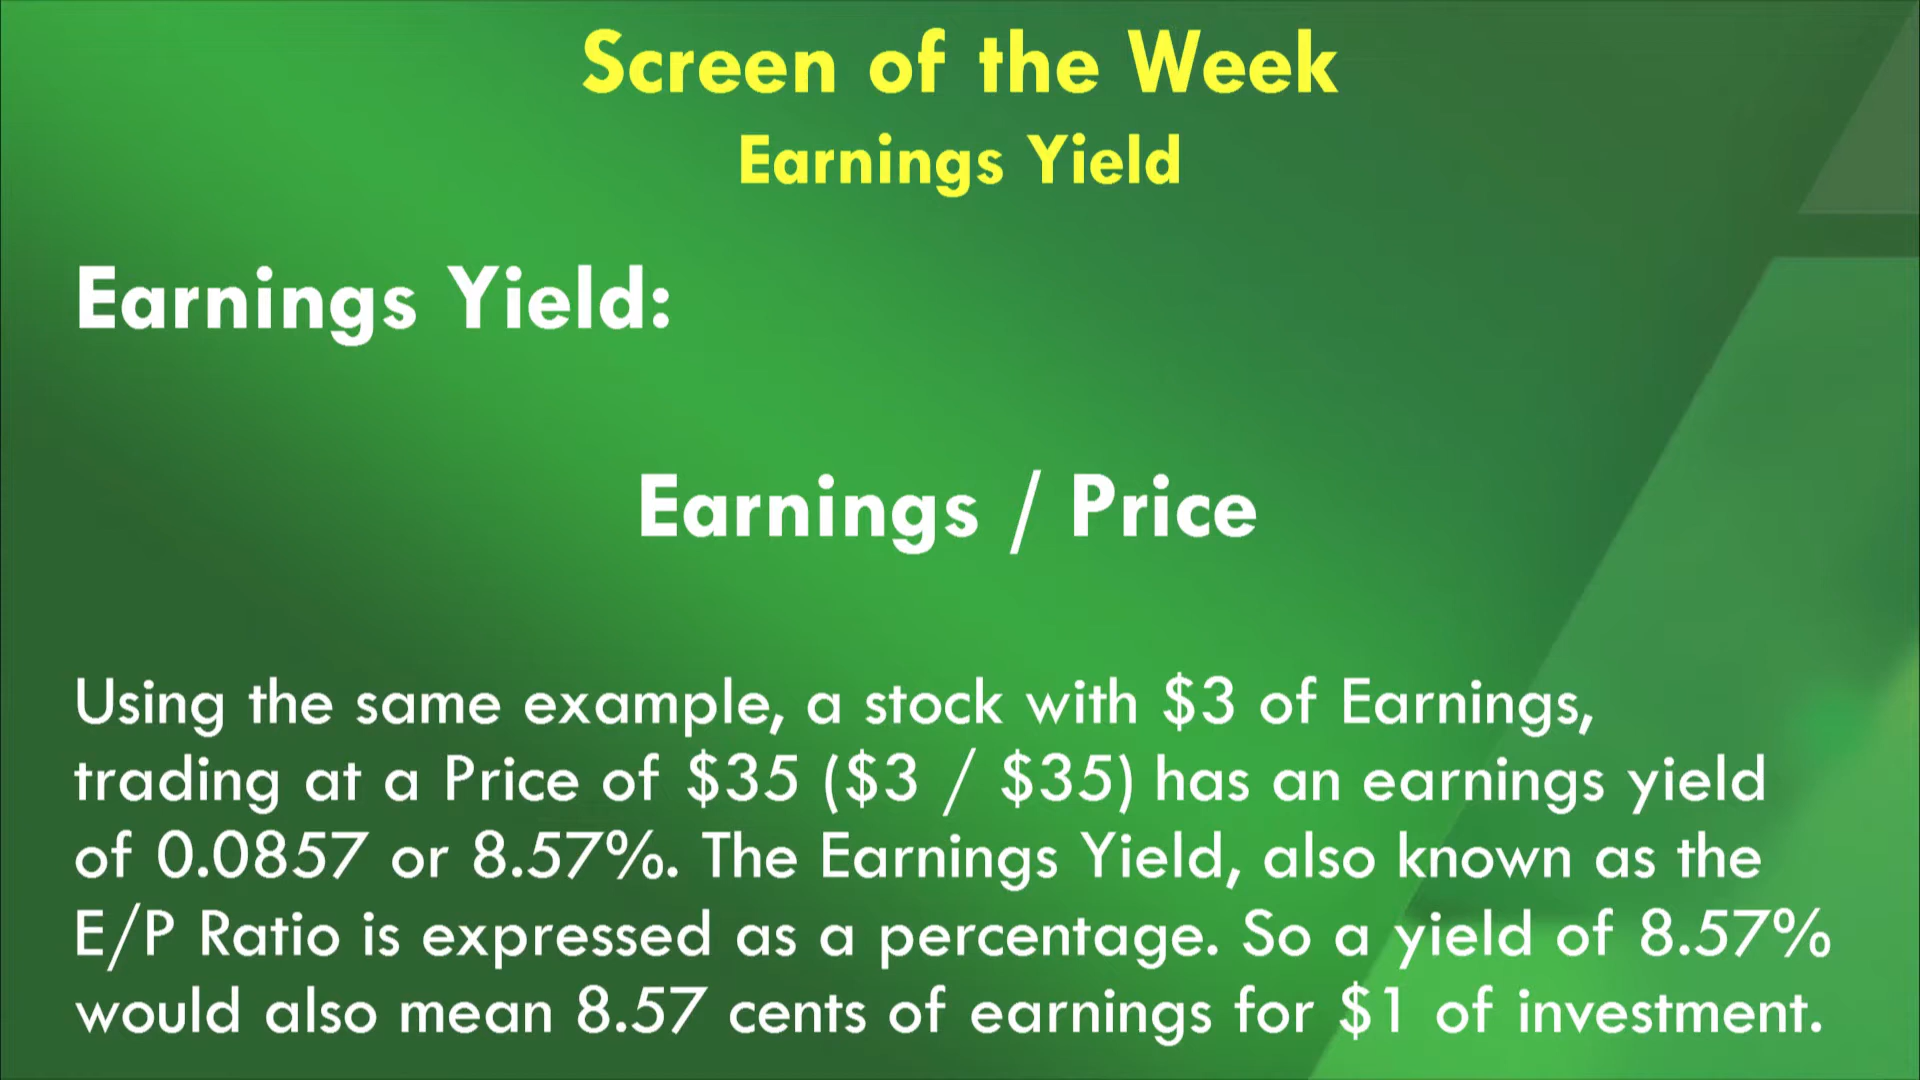 Screen of the Week
Earnings Yield
Earnings Yield:
Earnings / Price
Using the same example, a stock with $3 of Earnings,
trading at a Price of $35 ($3 / $35) has an earnings yield
of 0.0857 or 8.57%. The Earnings Yield, also known as the
E/P Ratio is expressed as a percentage. So a yield of 8.57%
would also mean 8.57 cents of earnings for $1 of investment.